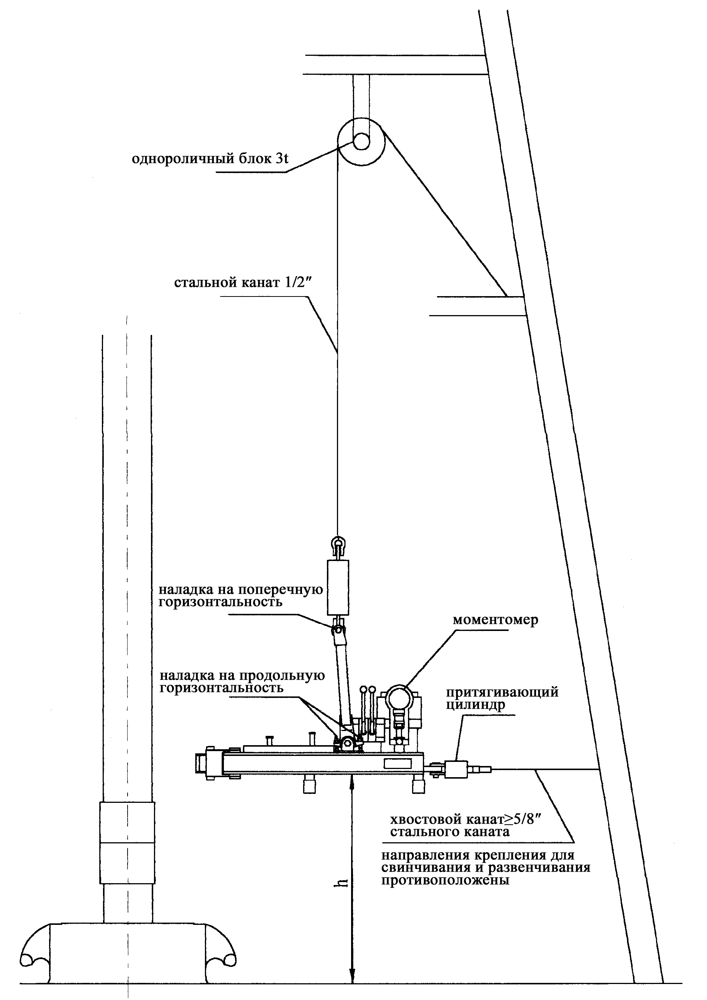 однороличный блок 3t
стальной канат 1/2″
наладка на поперечную
горизонтальность
моментомер
наладка на продольную
горизонтальность
притягивающий
цилиндр
хвостовой канат≥5/8″
стального каната
направления крепления для
свинчивания и развенчивания
противоположены
h